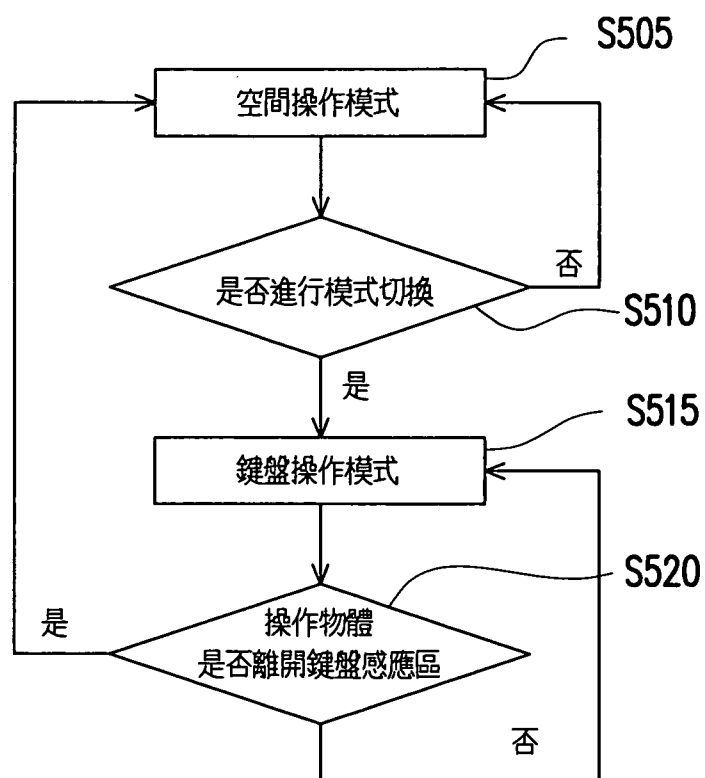 S505
空間操作模式
是否進行模式切換
否
S510
是
S515
鍵盤操作模式
S520
操作物體
是否離開鍵盤感應區
是
否